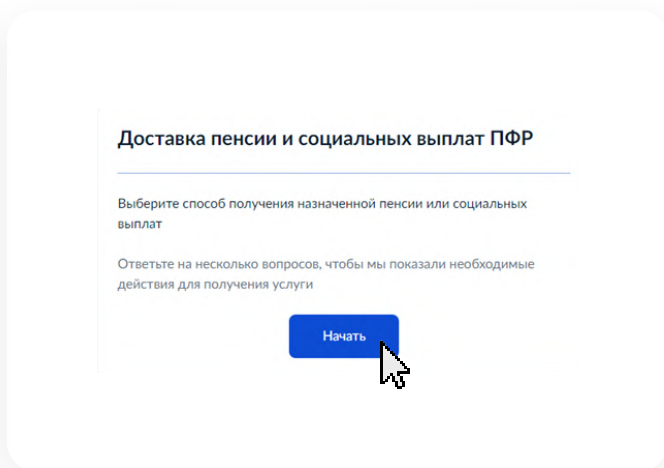 Доставка пенсии и социальных выплат ПФР
Выберите способ получения назначенной пенсии или социальных
выплат
Ответьте на несколько вопросов, чтобы мы показали необходимые
действия для получения услуги
Начать